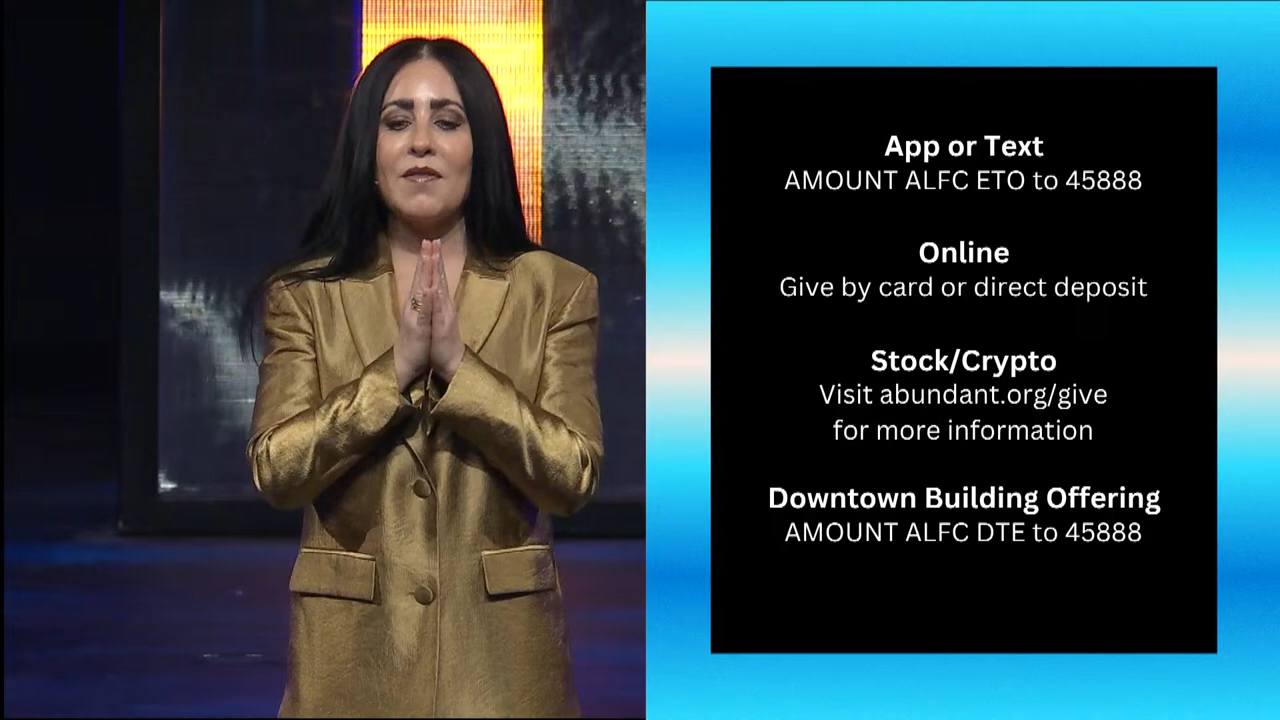 App or Text
AMOUNT ALFC ETO to 45888
Online
Give by card or direct deposit
Stock/Crypto
Visit abundant.org/give
for more information
Downtown Building Offering
AMOUNT ALFC DTE to 45888